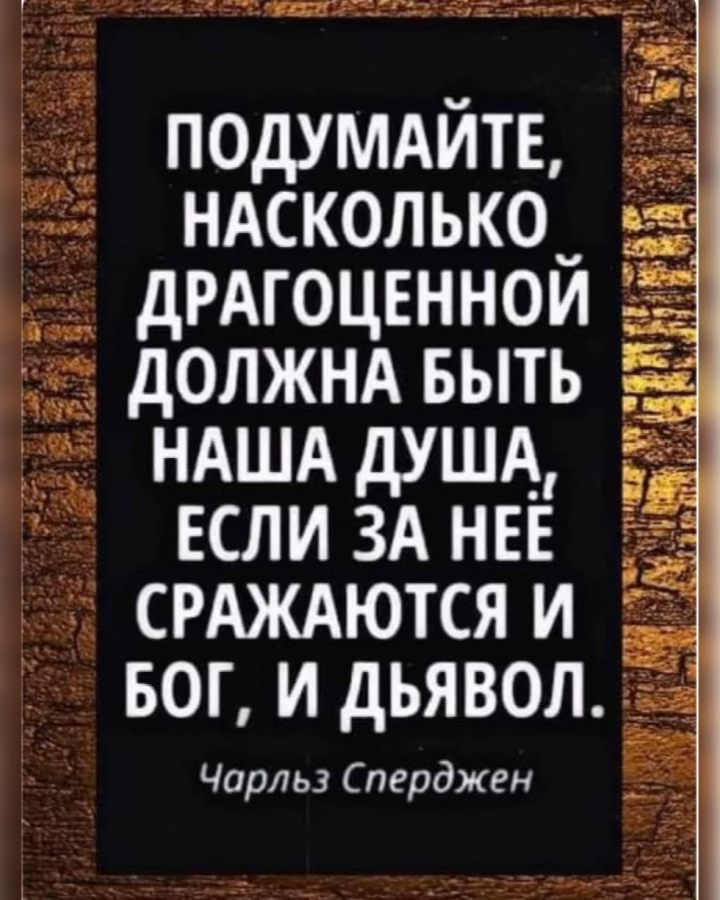 ПОДУМАЙТЕ,
НАСКОЛЬКО
ДРАГОЦЕННОЙ
ДОЛЖНА БЫТЬ
НАША ДУША,
ЕСЛИ ЗА НЕЁ
СРАЖАЮТСЯ И
БОГ, И ДЬЯВОЛ.
Чарльз Сперджен